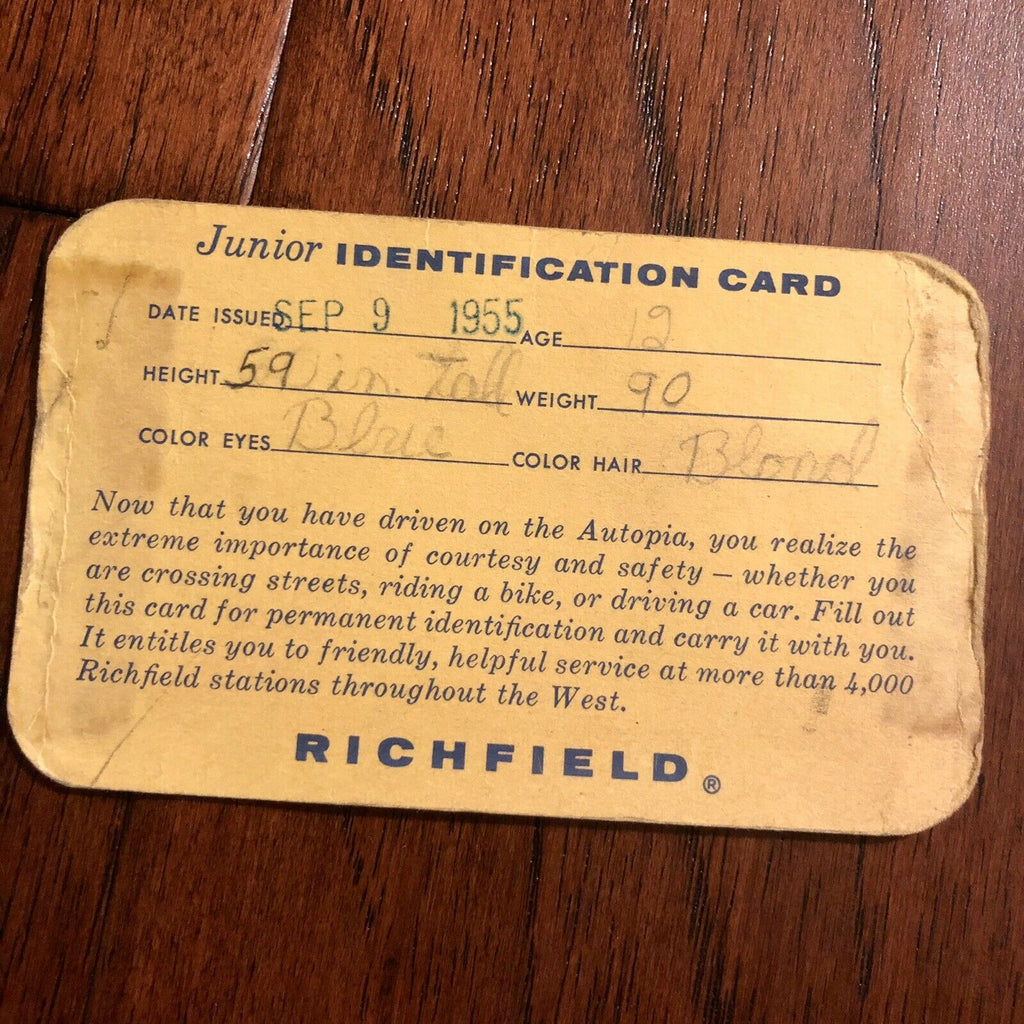 Junior IDENTIFICATION CARD
DATE ISSUED SEP 9 1955 AGE 12
HEIGHT 59 in. Tall WEIGHT 90
COLOR EYES Blue COLOR HAIR Blond
Now that you have driven on the Autopia, you realize the
extreme importance of courtesy and safety — whether you
are crossing streets, riding a bike, or driving a car. Fill out
this card for permanent identification and carry it with you.
It entitles you to friendly, helpful service at more than 4,000
Richfield stations throughout the West.
RICHFIELD ®